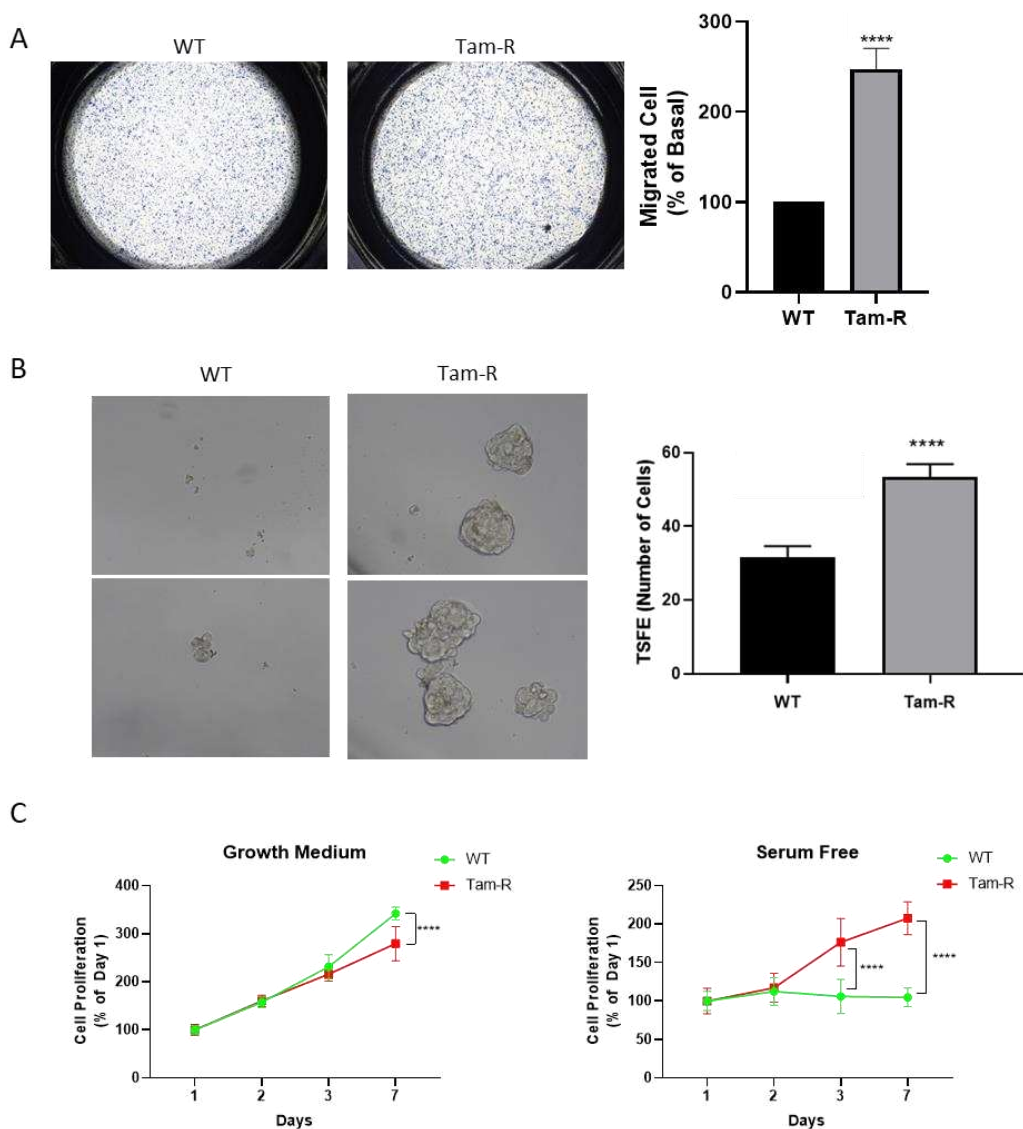 A
WT
Tam-R
Migrated Cell
(% of Basal)
300
200
100
0
****
WT
Tam-R
B
WT
Tam-R
TSFE (Number of Cells)
60
40
20
0
****
WT
Tam-R
C
Growth Medium
WT
Tam-R
Cell Proliferation
(% of Day 1)
400
300
200
100
0
****
1
2
3
7
Days
Serum Free
WT
Tam-R
Cell Proliferation
(% of Day 1)
250
200
150
100
50
0
****
****
1
2
3
7
Days